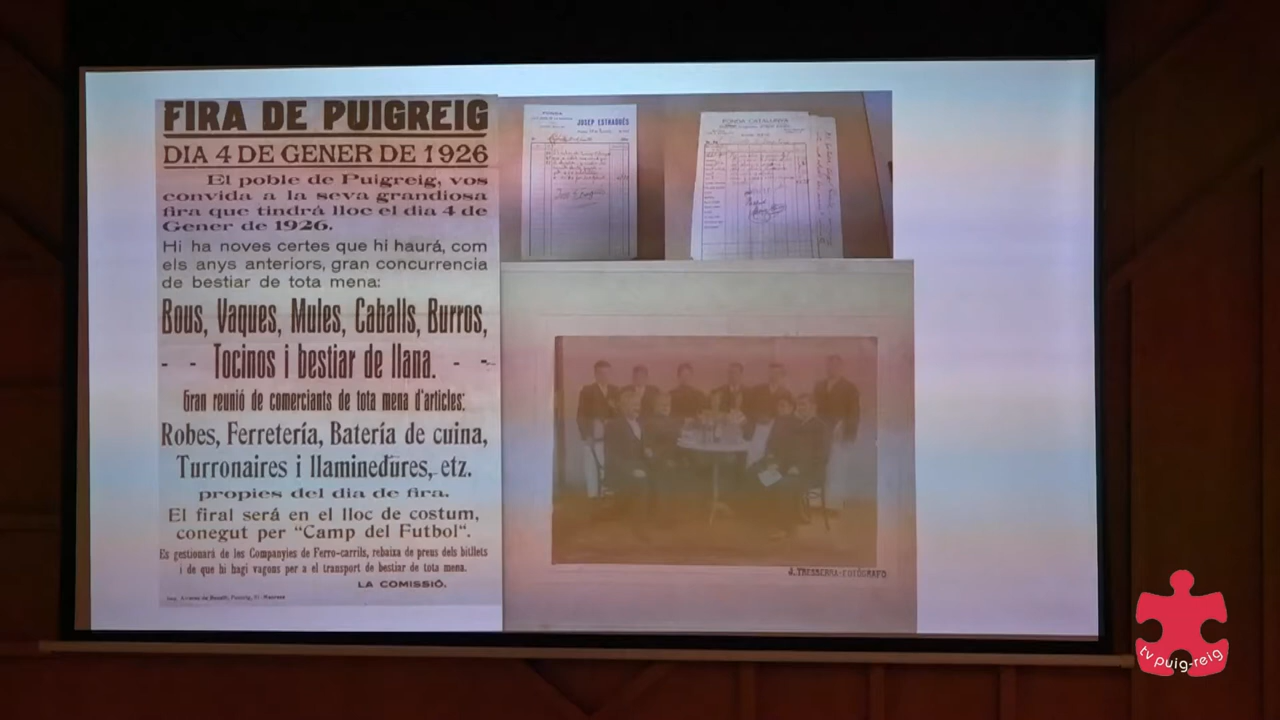 FIRA DE PUIGREIG
DIA 4 DE GENER DE 1926
El poble de Puigreig, vos
convida a la seva grandiosa
fira que tindrá lloc el dia 4 de
Gener de 1926.
Hi ha noves certes que hi haurá, com
els anys anteriors, gran concurrencia
de bestiar de tota mena:
Bous, Vaques, Mules, Caballs, Burros,
- - Tocinos i bestiar de llana. - -
Gran reunió de comerciants de tota mena d'articles:
Robes, Ferretería, Batería de cuina,
Turronaires i llaminedures, etz.
propies del dia de fira.
El firal será en el lloc de costum,
conegut per "Camp del Futbol".
Es gestionará de les Companyies de Ferro-carrils, rebaixa de preus dels bitllets
i de que hi hagi vagons per a el transport de bestiar de tota mena.
LA COMISSIÓ.
FONDA
JOSEP ESTRAGUÉS
FONDA CATALUNYA
J. TRESSERRA-FOTÓGRAFO
tv puig-reig